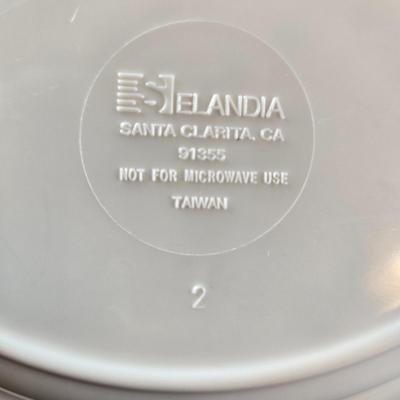 SELANDIA
SANTA CLARITA, CA
91355
NOT FOR MICROWAVE USE
TAIWAN
2